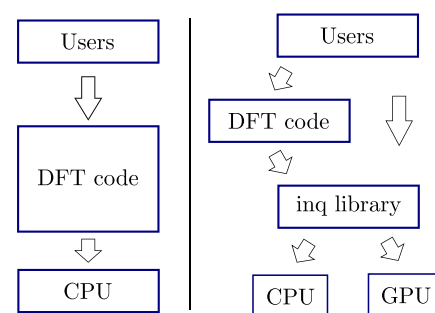 Users
DFT code
CPU
Users
DFT code
inq library
CPU
GPU